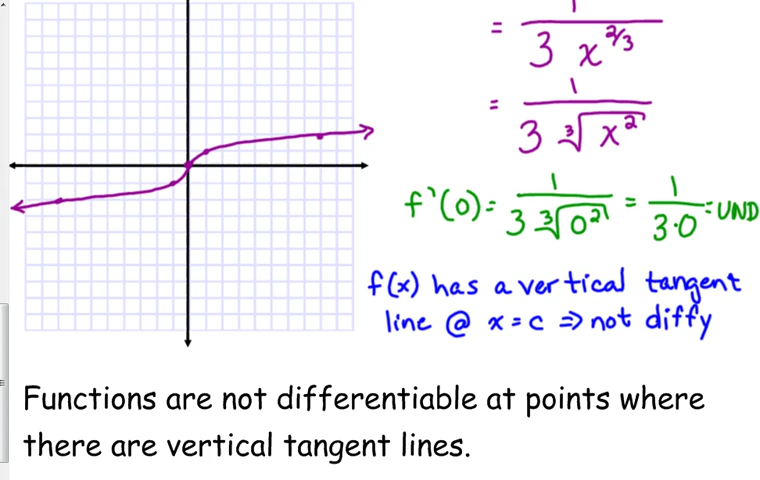 = 1 / 3 x^(2/3)
= 1 / 3 ∛(x²)
f'(0) = 1 / 3 ∛(0²) = 1 / 3·0 = UND
f(x) has a vertical tangent
line @ x = c ⇒ not diffy
Functions are not differentiable at points where
there are vertical tangent lines.